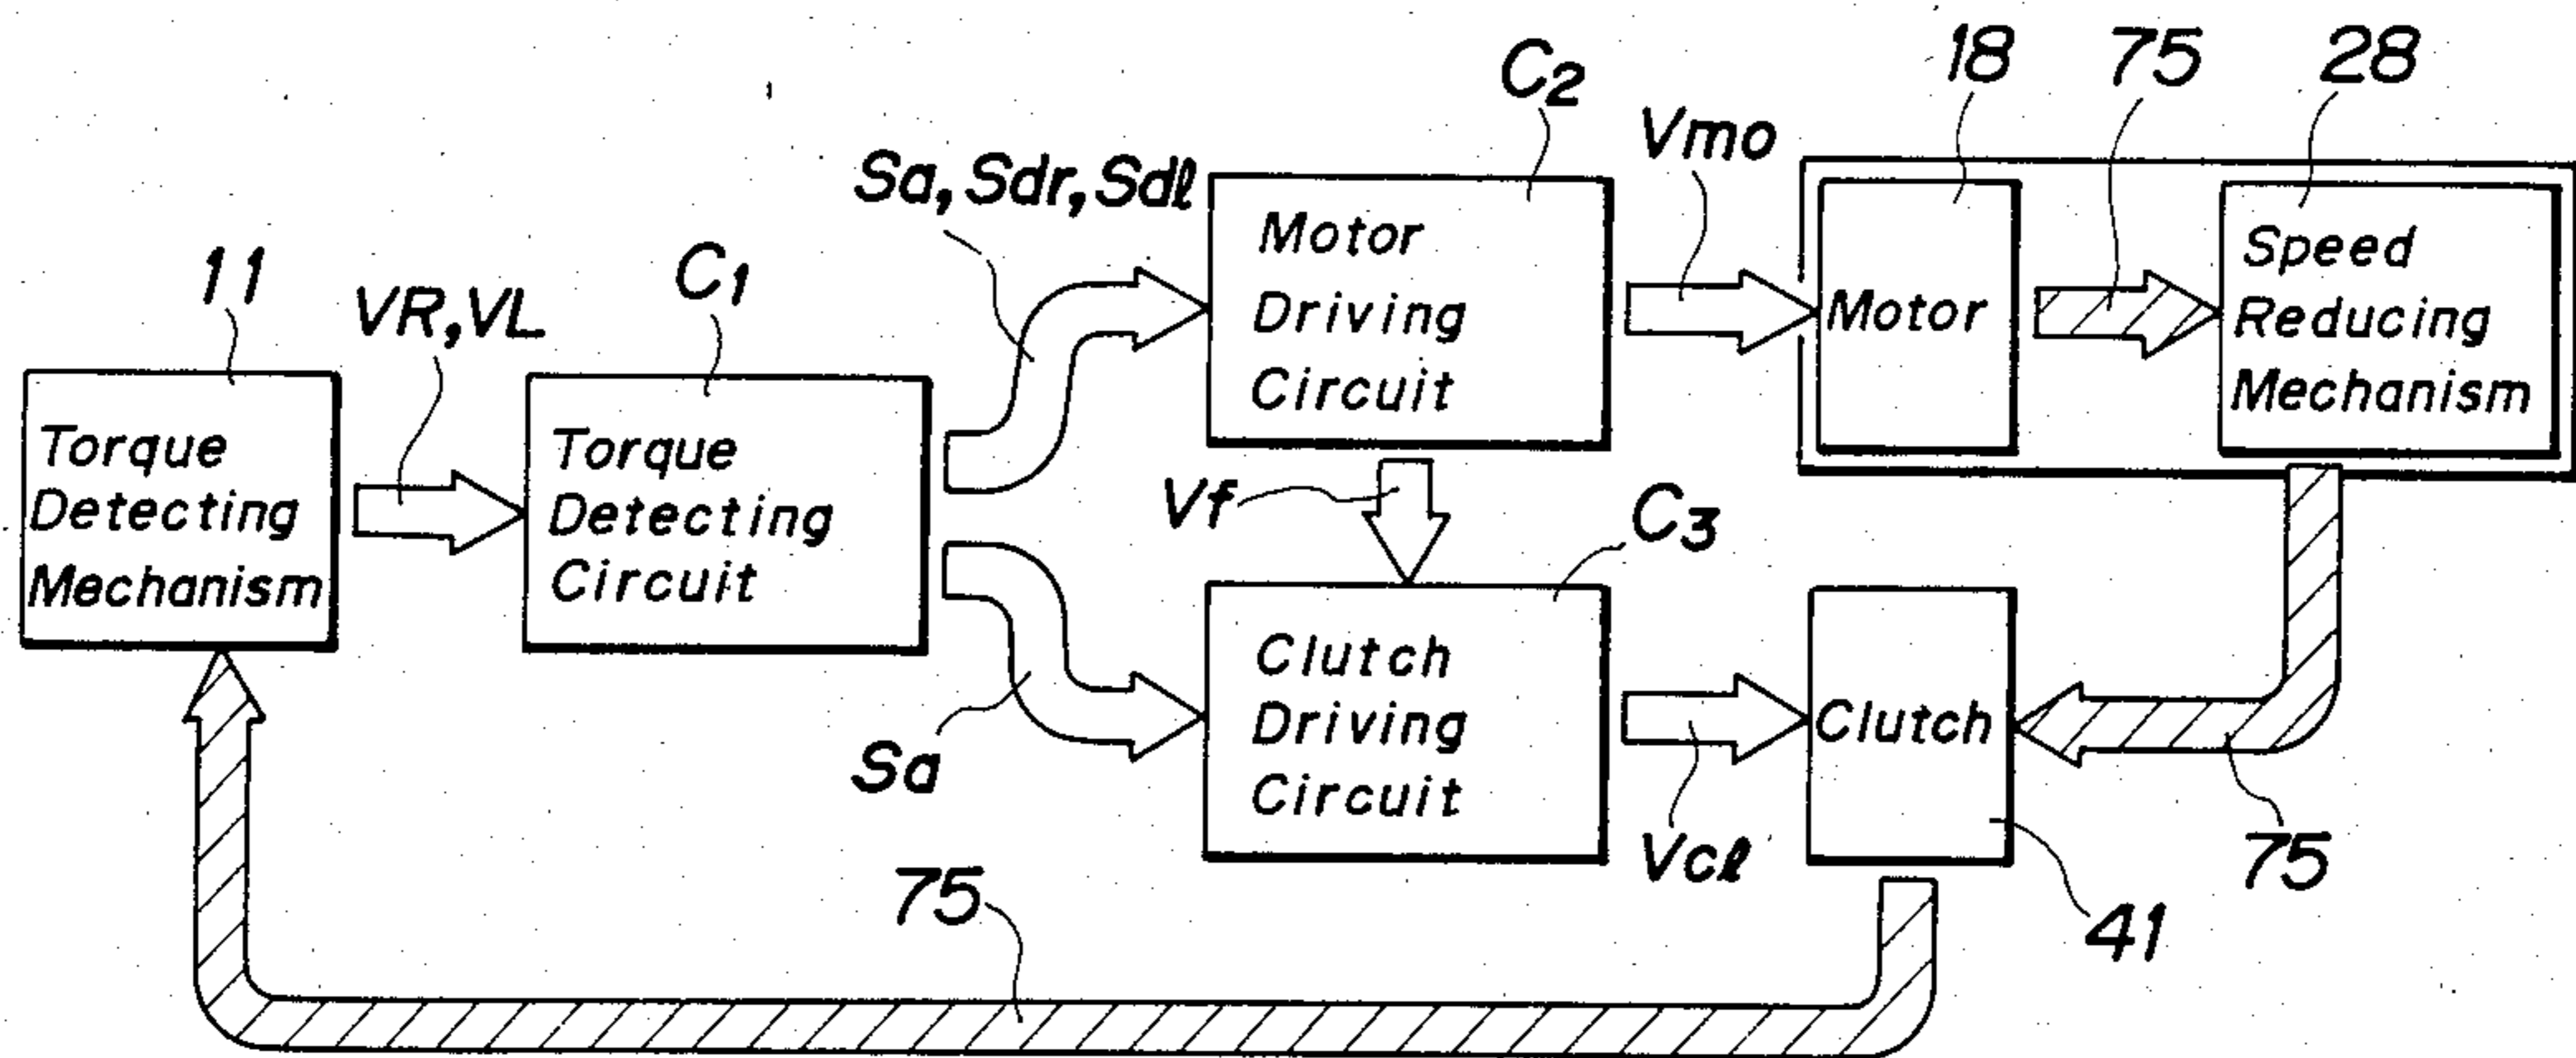 18
75
28
C2
Vmo
Sa, Sdr, Sdℓ
11
VR, VL
C1
Motor
Driving
Circuit
Motor
Speed
Reducing
Mechanism
Torque
Detecting
Mechanism
Torque
Detecting
Circuit
Vf
C3
Clutch
Driving
Circuit
Clutch
Sa
Vcℓ
75
75
41